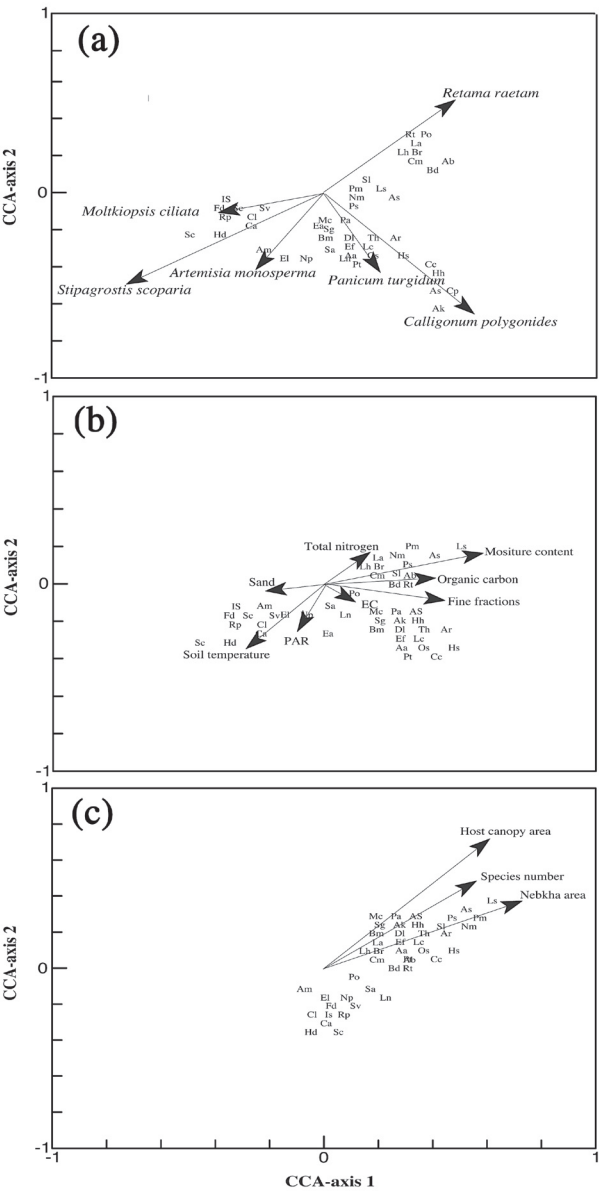 1
(a)
Retama raetam
Rt Po
La
Lh Br
Cm Ab
Bd
CCA-axis 2
0
Sl
Pm Ls
Nm As
Ps
IS
Moltkiopsis ciliata
Rp Cl
Ca
Sv
Sc Hd
Mc Pa
Ea
Sg
Bm Dl Th Ar
Sa Ef Lc
Aa Os Hs
Am
El Np
Ln
Pt
Cc
Hh
As Cp
Ak
Artemisia monosperma
Panicum turgidum
Stipagrostis scoparia
Calligonum polygonides
-1
1
(b)
CCA-axis 2
Total nitrogen
Pm Ls
La Nm As
Lh Br Ps
Mositure content
Cm Sl Ab
Organic carbon
Bd Rt
0
Sand
Po
EC
Fine fractions
IS Am Sa
Fd Sc Sv El Ln
Rp Cl
Ca
Sc Hd
PAR
Ea
Mc Pa AS
Sg Ak Hh
Bm Dl Th Ar
Ef Lc
Aa Os Hs
Pt Cc
Soil temperature
-1
1
(c)
Host canopy area
Species number
Nebkha area
CCA-axis 2
Ls
Mc Pa AS As
Sg Ak Hh Ps Pm
Bm Dl Th Sl Nm
Ar
La Ef Lc
Lh Br Aa Os Hs
Cm Ab Cc
Bd Rt
0
Po
Am Sa
El Np Ln
Fd Sv
Cl Is Rp
Ca
Hd Sc
-1
-1 0 1
CCA-axis 1